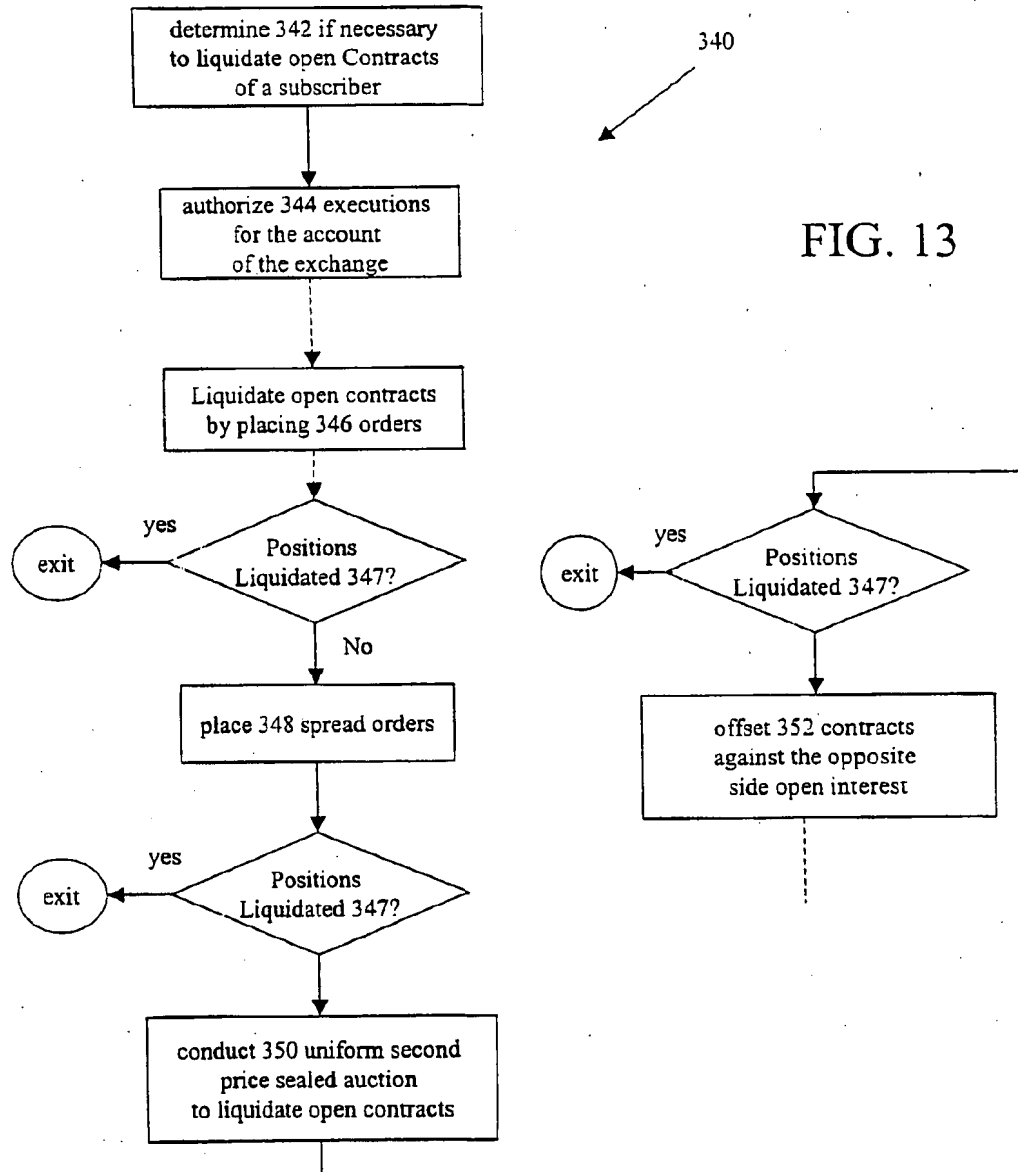 determine 342 if necessary
to liquidate open Contracts
of a subscriber
340
authorize 344 executions
for the account
of the exchange
FIG. 13
Liquidate open contracts
by placing 346 orders
yes
exit
Positions
Liquidated 347?
No
place 348 spread orders
yes
exit
Positions
Liquidated 347?
conduct 350 uniform second
price sealed auction
to liquidate open contracts
yes
exit
Positions
Liquidated 347?
offset 352 contracts
against the opposite
side open interest